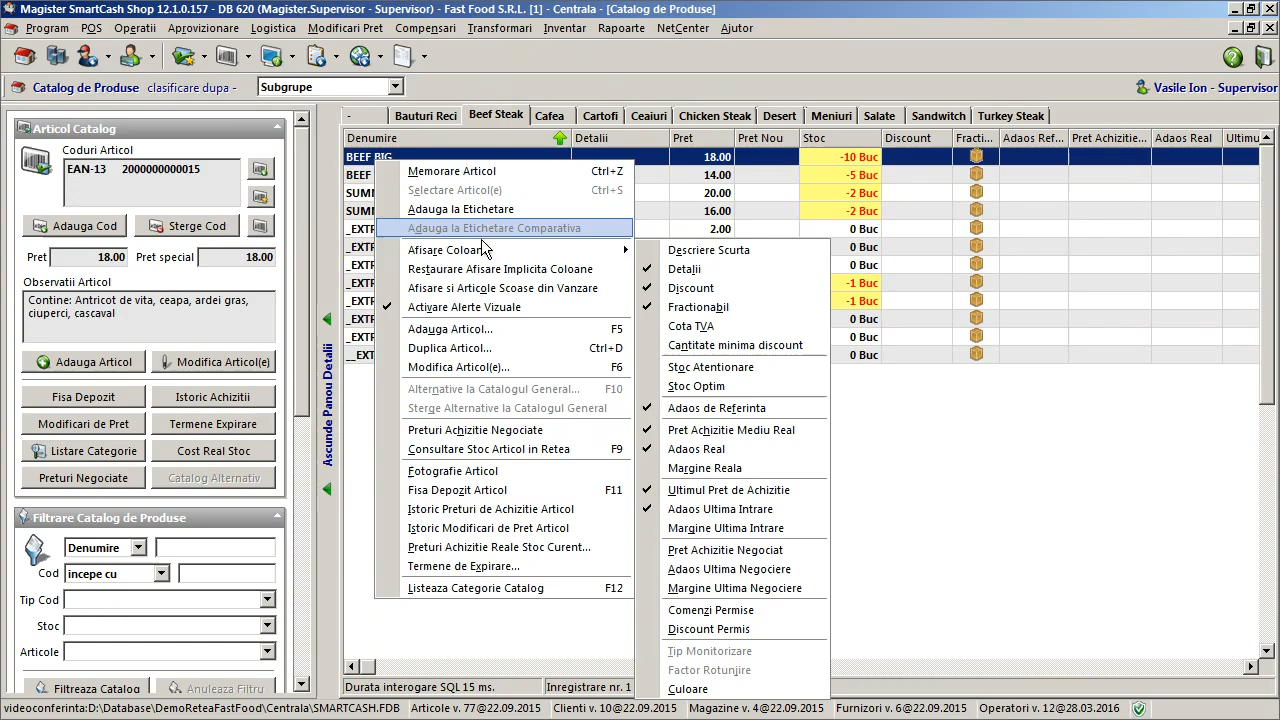 Magister SmartCash Shop 12.1.0.157 - DB 620 (Magister.Supervisor - Supervisor) - Fast Food S.R.L. [1] - Centrala - [Catalog de Produse]
Program POS Operatii Aprovizionare Logistica Modificari Pret Compensari Transformari Inventar Rapoarte NetCenter Ajutor
Catalog de Produse clasificare dupa - Subgrupe Vasile Ion - Supervisor
Articol Catalog
Coduri Articol
EAN-13 2000000000015
Adauga Cod Sterge Cod
Pret 18.00 Pret special 18.00
Observatii Articol
Contine: Antricot de vita, ceapa, ardei gras,
ciuperci, cascaval
Adauga Articol Modifica Articol(e)
Fisa Depozit Istoric Achizitii
Modificari de Pret Termene Expirare
Listare Categorie Cost Real Stoc
Preturi Negociate Catalog Alternativ
Filtrare Catalog de Produse
Denumire
Cod incepe cu
Tip Cod
Stoc
Articole
Filtreaza Catalog Anuleaza Filtru
Ascunde Panou Detalii
- Bauturi Reci Beef Steak Cafea Cartofi Ceaiuri Chicken Steak Desert Meniuri Salate Sandwitch Turkey Steak
Denumire Detalii Pret Pret Nou Stoc Discount Fracti... Adaos Ref... Pret Achizitie... Adaos Real Ultimu
BEEF BIG 18.00 -10 Buc
BEEF 14.00 -5 Buc
SUMM 20.00 -2 Buc
SUMM 16.00 -2 Buc
_EXTR 2.00 0 Buc
_EXTR 0 Buc
_EXTR 0 Buc
_EXTR -1 Buc
_EXTR -1 Buc
_EXTR 0 Buc
_EXTR 0 Buc
__EXT 0 Buc
Memorare Articol Ctrl+Z
Selectare Articol(e) Ctrl+S
Adauga la Etichetare
Adauga la Etichetare Comparativa
Afisare Coloane
Restaurare Afisare Implicita Coloane
Afisare si Articole Scoase din Vanzare
Activare Alerte Vizuale
Adauga Articol... F5
Duplica Articol... Ctrl+D
Modifica Articol(e)... F6
Alternative la Catalogul General... F10
Sterge Alternative la Catalogul General
Preturi Achizitie Negociate
Consultare Stoc Articol in Retea F9
Fotografie Articol
Fisa Depozit Articol F11
Istoric Preturi de Achizitie Articol
Istoric Modificari de Pret Articol
Preturi Achizitie Reale Stoc Curent...
Termene de Expirare...
Listeaza Categorie Catalog F12
Descriere Scurta
Detalii
Discount
Fractionabil
Cota TVA
Cantitate minima discount
Stoc Atentionare
Stoc Optim
Adaos de Referinta
Pret Achizitie Mediu Real
Adaos Real
Margine Reala
Ultimul Pret de Achizitie
Adaos Ultima Intrare
Margine Ultima Intrare
Pret Achizitie Negociat
Adaos Ultima Negociere
Margine Ultima Negociere
Comenzi Permise
Discount Permis
Tip Monitorizare
Factor Rotunjire
Culoare
Durata interogare SQL 15 ms. Inregistrare nr. 1
videoconferinta:D:\Database\DemoReteaFastFood\Centrala\SMARTCASH.FDB Articole v. 77@22.09.2015 Clienti v. 10@22.09.2015 Magazine v. 4@22.09.2015 Furnizori v. 6@22.09.2015 Operatori v. 12@28.03.2016